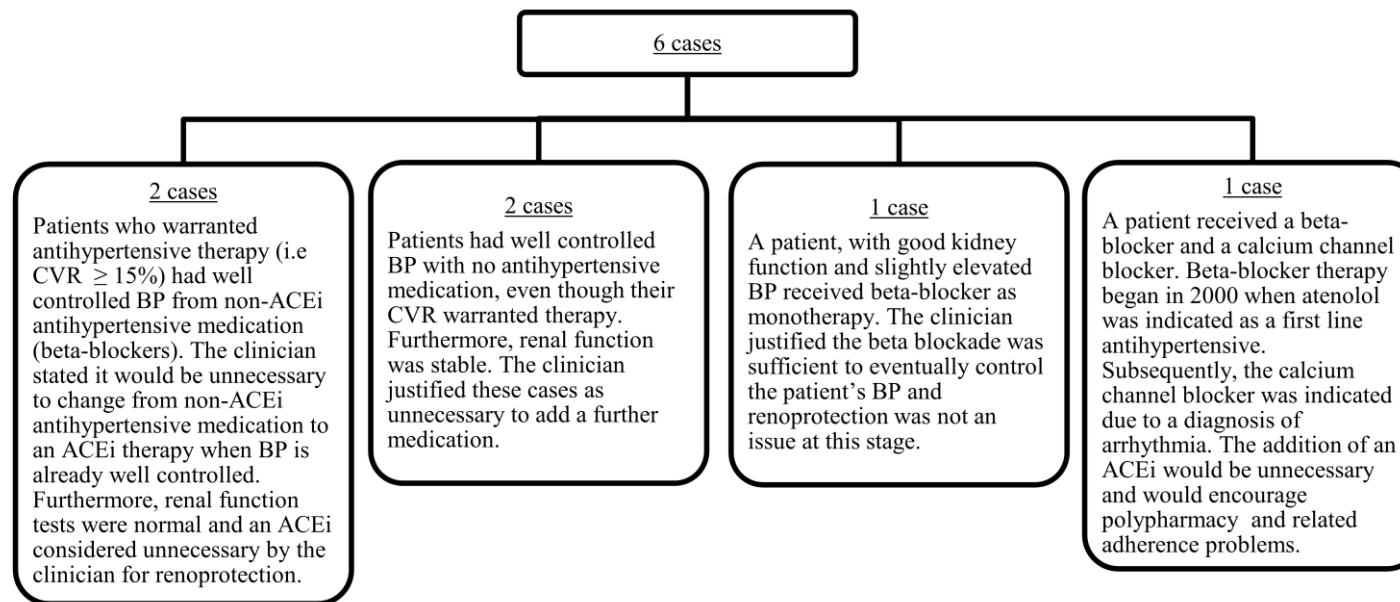 6 cases
2 cases
Patients who warranted
antihypertensive therapy (i.e
CVR ≥ 15%) had well
controlled BP from non-ACEi
antihypertensive medication
(beta-blockers). The clinician
stated it would be unnecessary
to change from non-ACEi
antihypertensive medication to
an ACEi therapy when BP is
already well controlled.
Furthermore, renal function
tests were normal and an ACEi
considered unnecessary by the
clinician for renoprotection.
2 cases
Patients had well controlled
BP with no antihypertensive
medication, even though their
CVR warranted therapy.
Furthermore, renal function
was stable. The clinician
justified these cases as
unnecessary to add a further
medication.
1 case
A patient, with good kidney
function and slightly elevated
BP received beta-blocker as
monotherapy. The clinician
justified the beta blockade was
sufficient to eventually control
the patient's BP and
renoprotection was not an
issue at this stage.
1 case
A patient received a beta-
blocker and a calcium channel
blocker. Beta-blocker therapy
began in 2000 when atenolol
was indicated as a first line
antihypertensive.
Subsequently, the calcium
channel blocker was indicated
due to a diagnosis of
arrhythmia. The addition of an
ACEi would be unnecessary
and would encourage
polypharmacy and related
adherence problems.